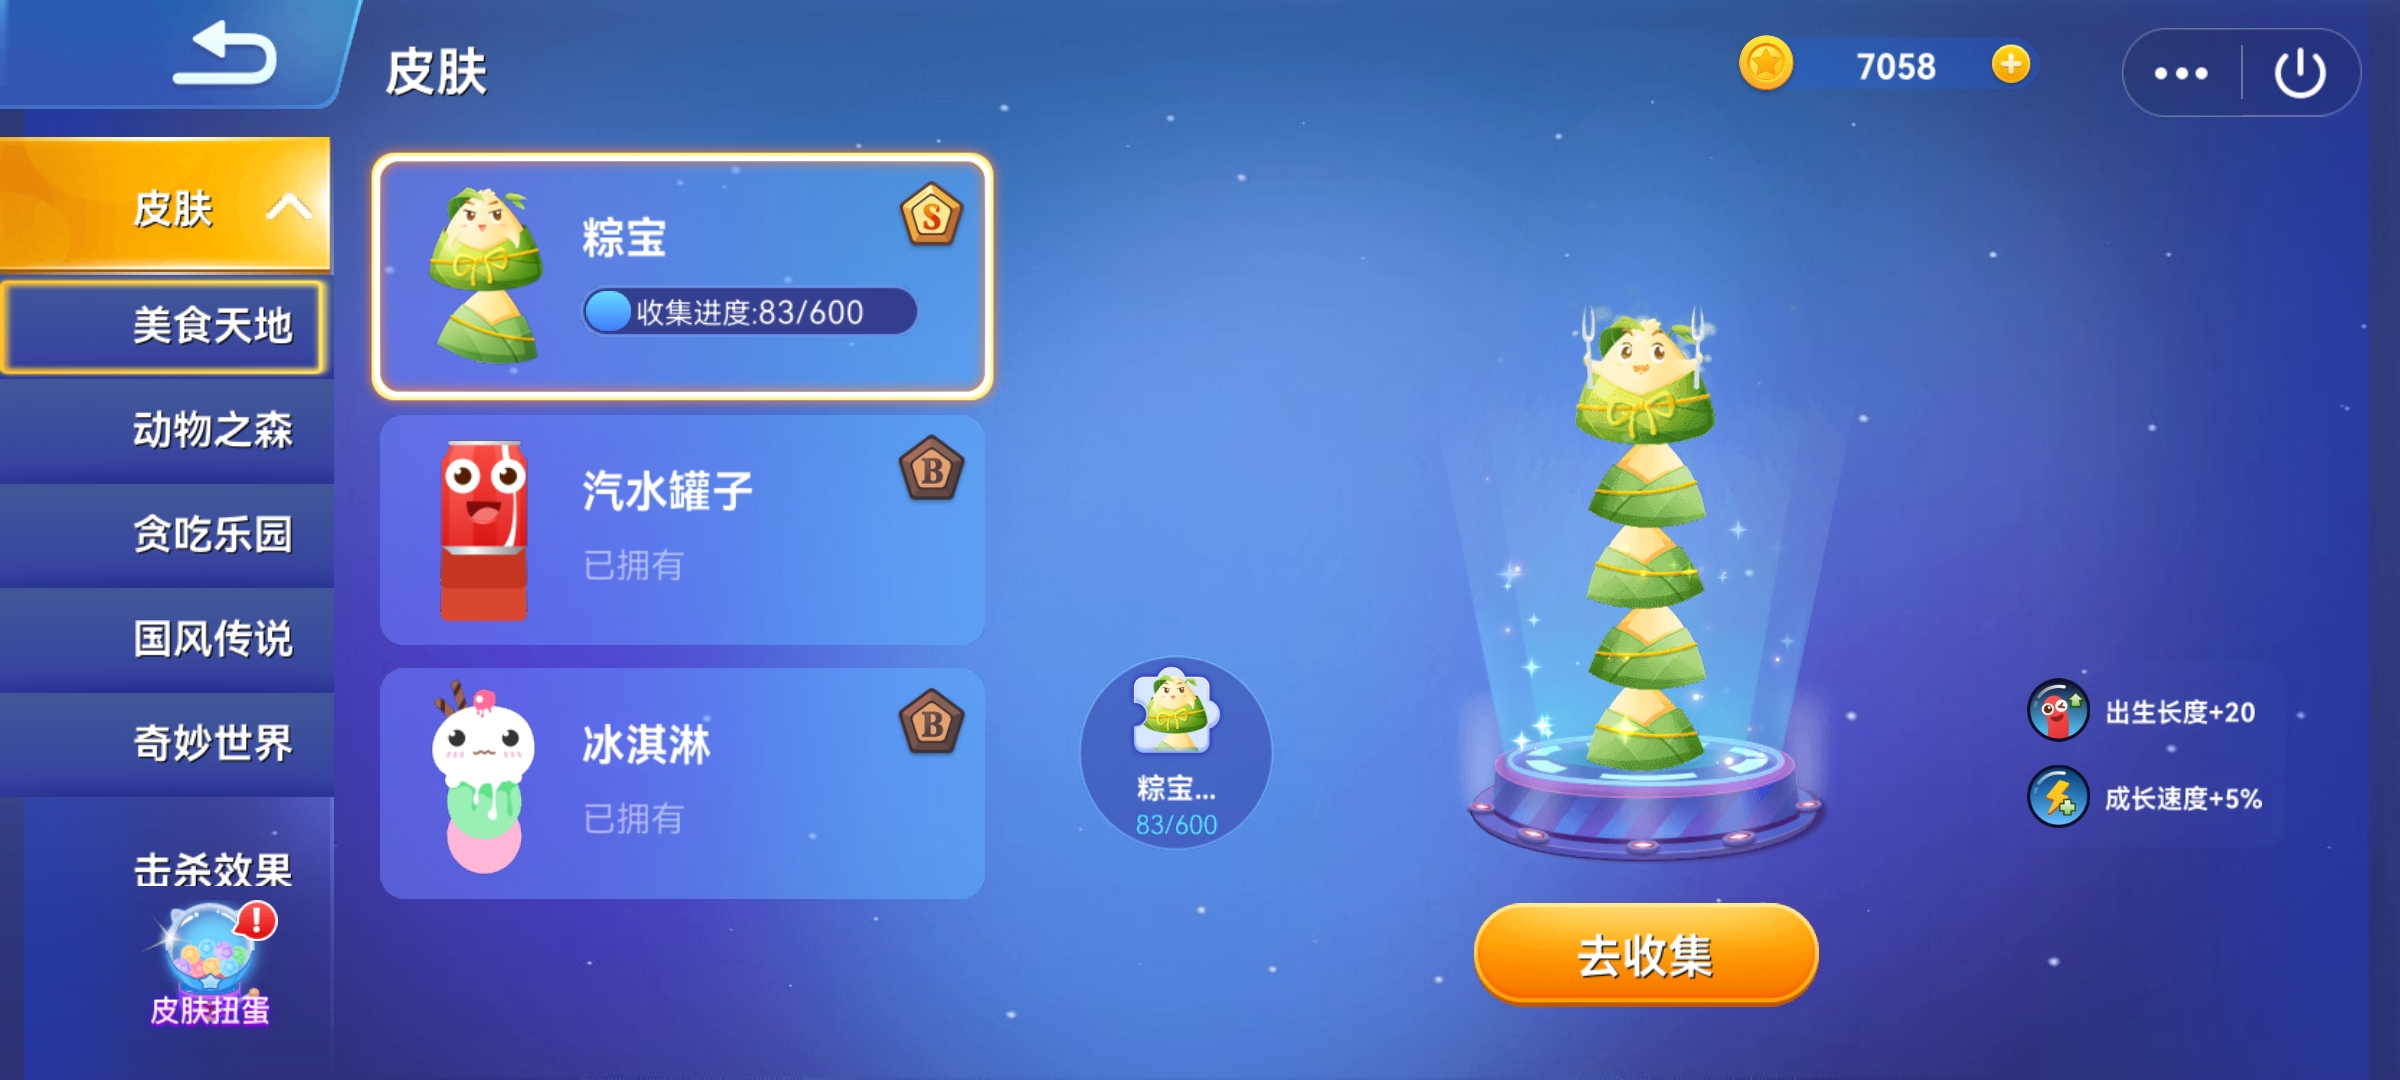 皮肤
7058
皮肤
美食天地
动物之森
贪吃乐园
国风传说
奇妙世界
击杀效果
皮肤扭蛋
粽宝
S
收集进度:83/600
汽水罐子
B
已拥有
冰淇淋
B
已拥有
粽宝...
83/600
出生长度+20
成长速度+5%
去收集